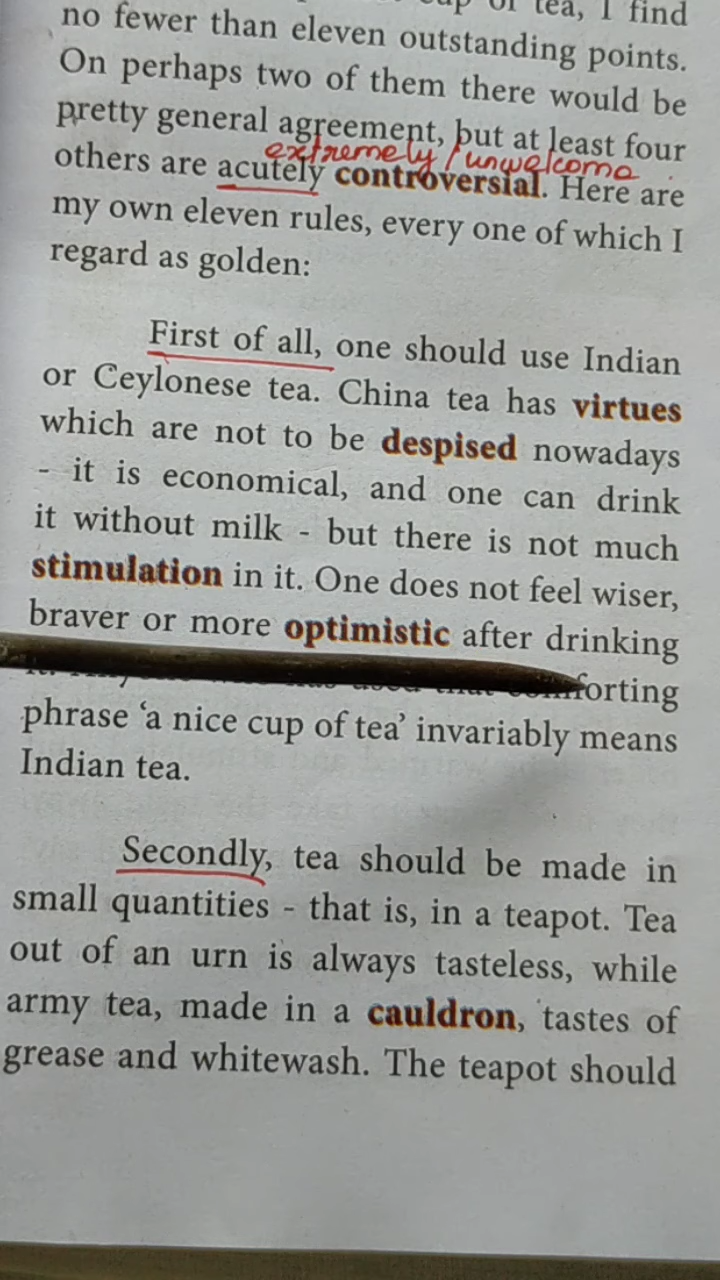 of tea, I find
no fewer than eleven outstanding points.
On perhaps two of them there would be
pretty general agreement, but at least four
extremely / unwelcome
others are acutely controversial. Here are
my own eleven rules, every one of which I
regard as golden:
First of all, one should use Indian
or Ceylonese tea. China tea has virtues
which are not to be despised nowadays
- it is economical, and one can drink
it without milk - but there is not much
stimulation in it. One does not feel wiser,
braver or more optimistic after drinking
forting
phrase ‘a nice cup of tea’ invariably means
Indian tea.
Secondly, tea should be made in
small quantities - that is, in a teapot. Tea
out of an urn is always tasteless, while
army tea, made in a cauldron, tastes of
grease and whitewash. The teapot should